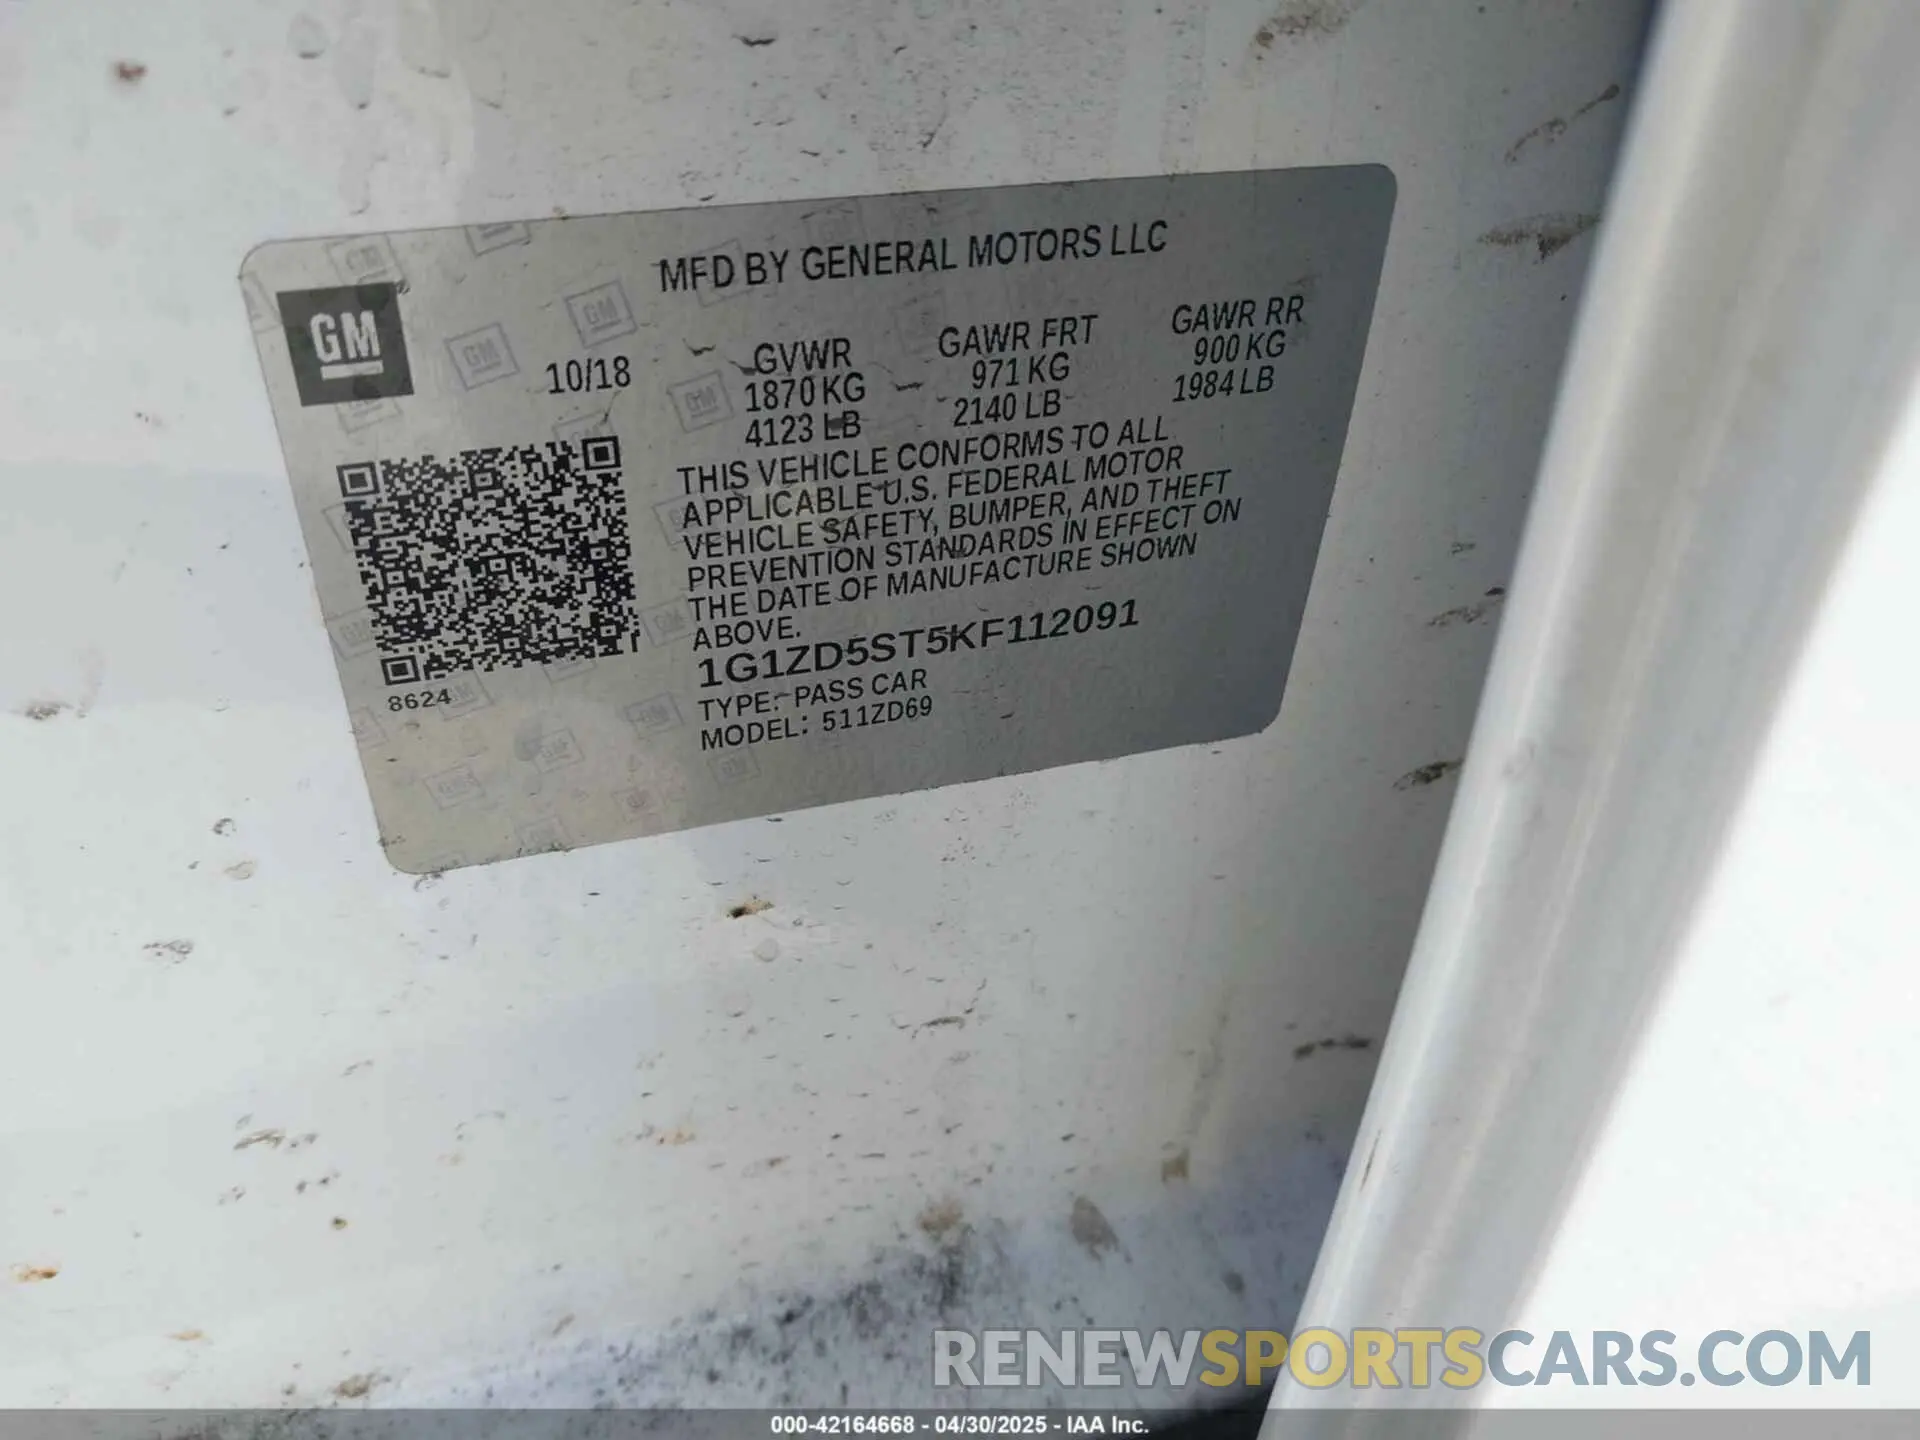 MFD BY GENERAL MOTORS LLC
GM
10/18
GVWR GAWR FRT GAWR RR
1870 KG 971 KG 900 KG
4123 LB 2140 LB 1984 LB
THIS VEHICLE CONFORMS TO ALL
APPLICABLE U.S. FEDERAL MOTOR
VEHICLE SAFETY, BUMPER, AND THEFT
PREVENTION STANDARDS IN EFFECT ON
THE DATE OF MANUFACTURE SHOWN
ABOVE.
1G1ZD5ST5KF112091
TYPE: PASS CAR
MODEL: 511ZD69
8624
RENEWSPORTSCARS.COM
000-42164668 - 04/30/2025 - IAA Inc.